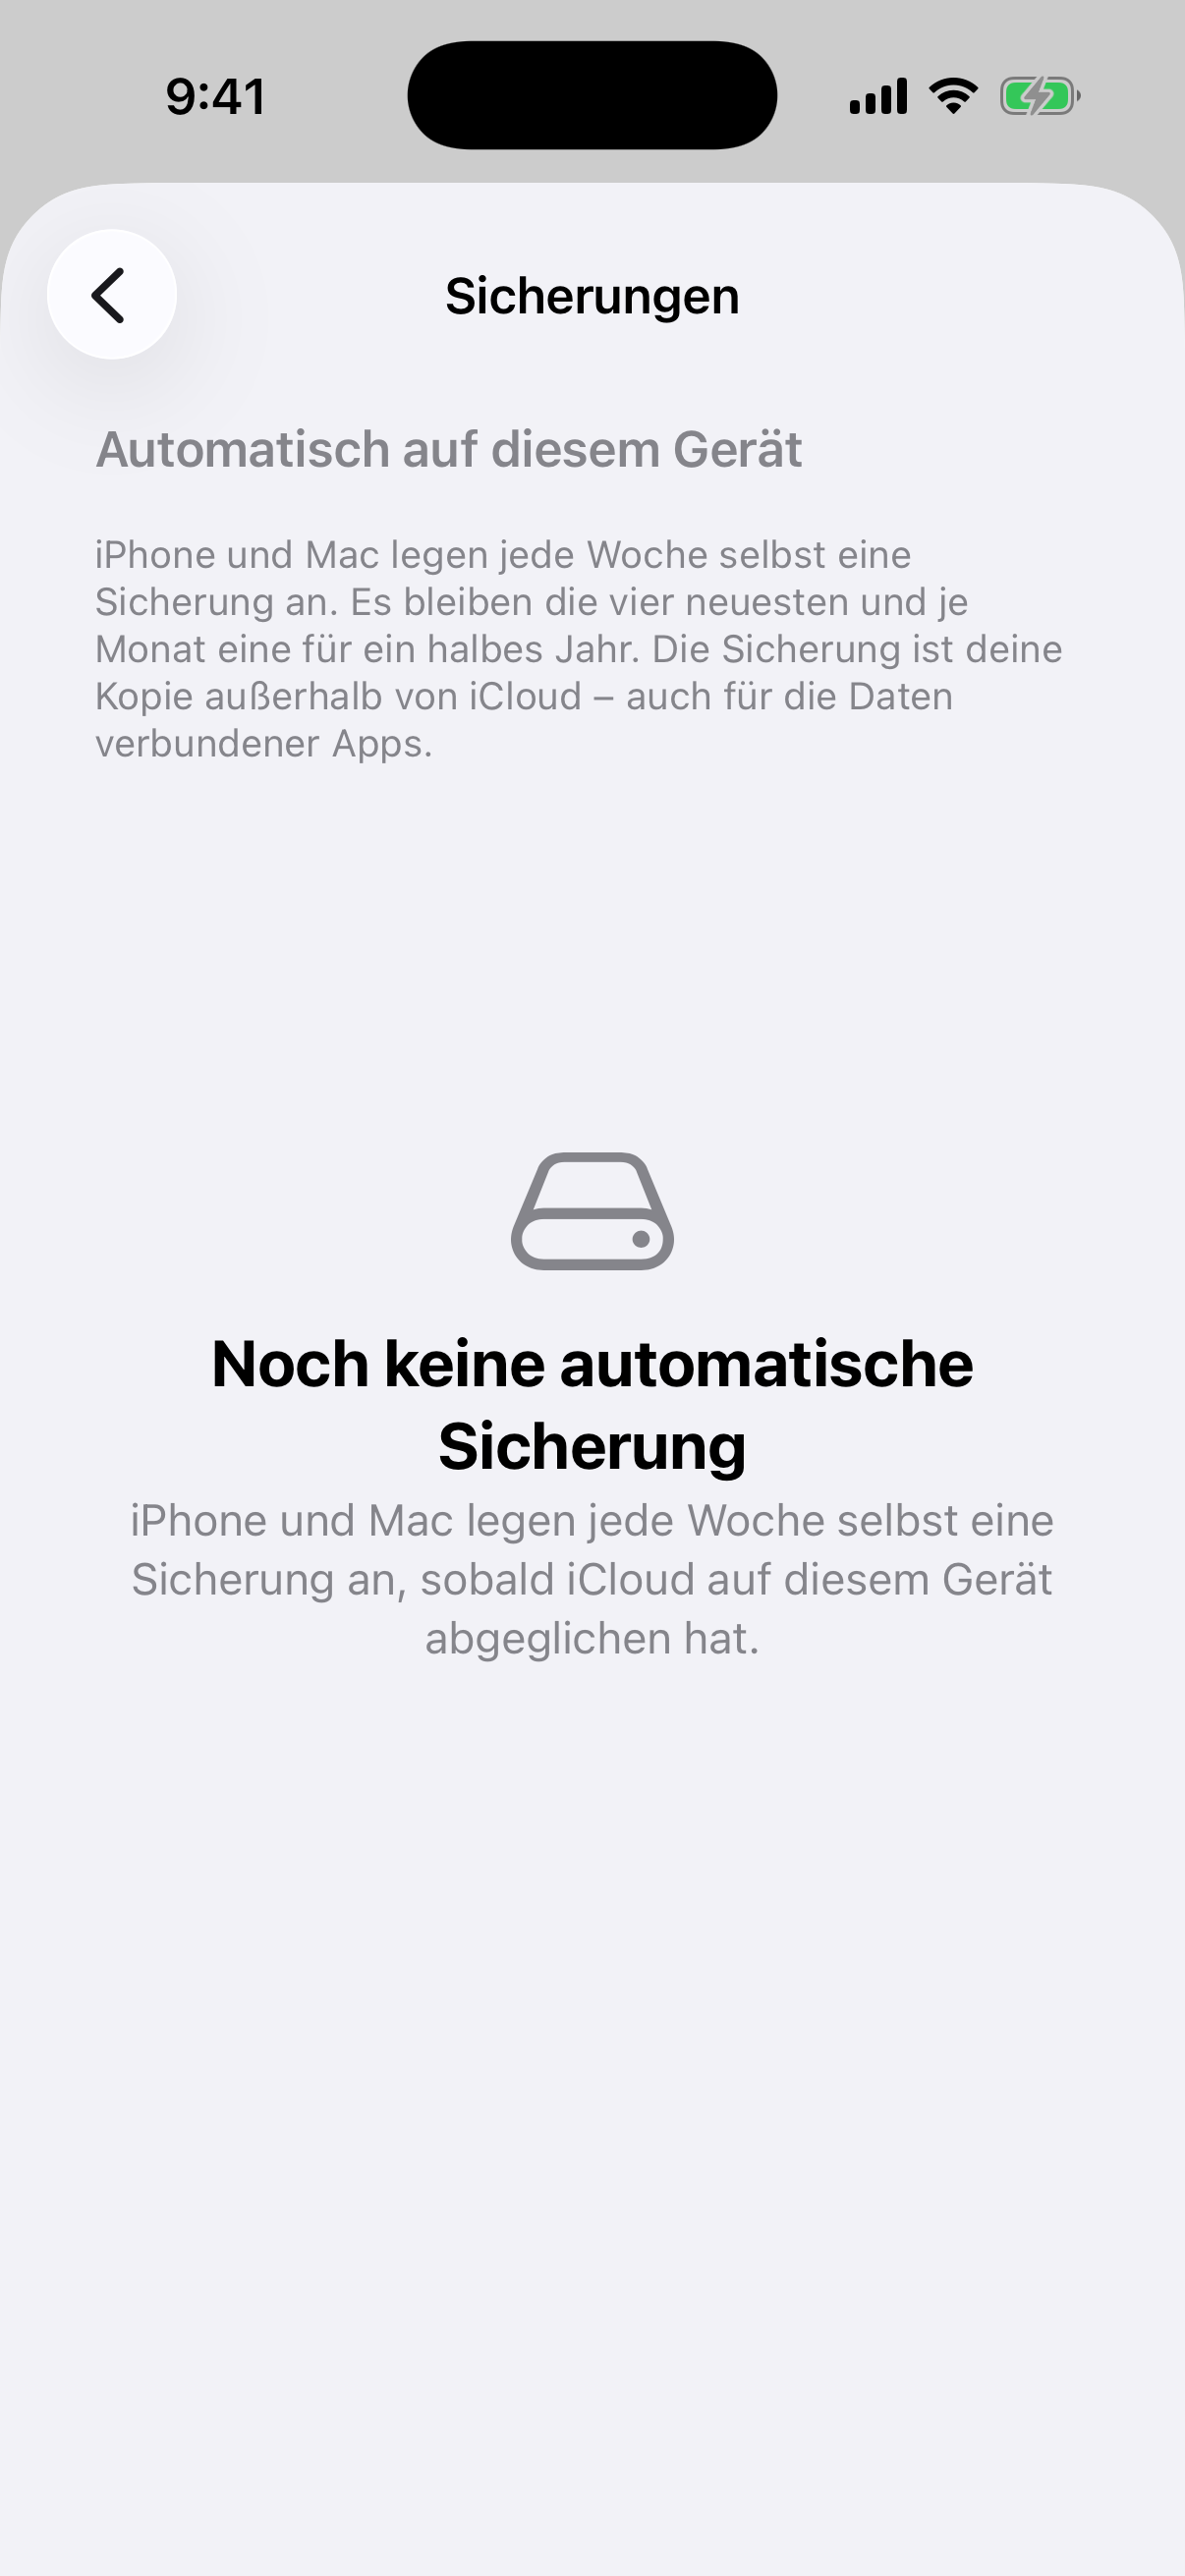 9:41
Sicherungen
Automatisch auf diesem Gerät
iPhone und Mac legen jede Woche selbst eine
Sicherung an. Es bleiben die vier neuesten und je
Monat eine für ein halbes Jahr. Die Sicherung ist deine
Kopie außerhalb von iCloud – auch für die Daten
verbundener Apps.
Noch keine automatische
Sicherung
iPhone und Mac legen jede Woche selbst eine
Sicherung an, sobald iCloud auf diesem Gerät
abgeglichen hat.